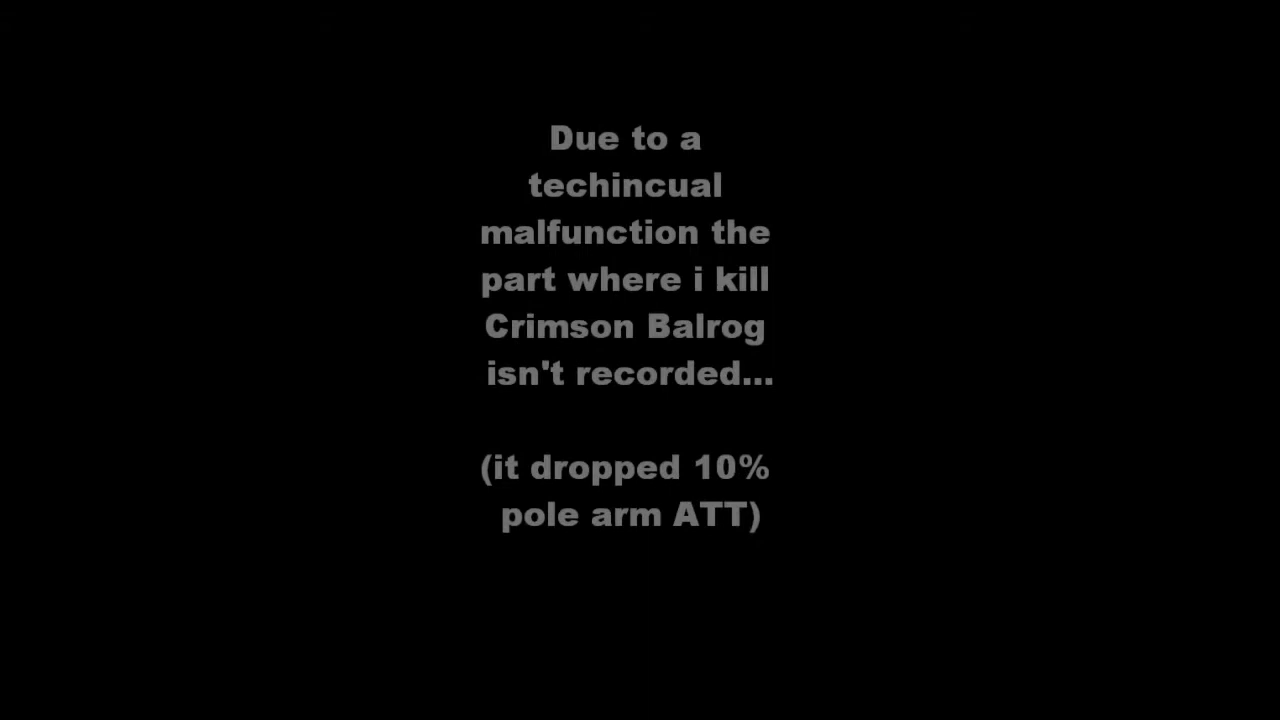 Due to a
techincual
malfunction the
part where i kill
Crimson Balrog
isn't recorded...
(it dropped 10%
pole arm ATT)